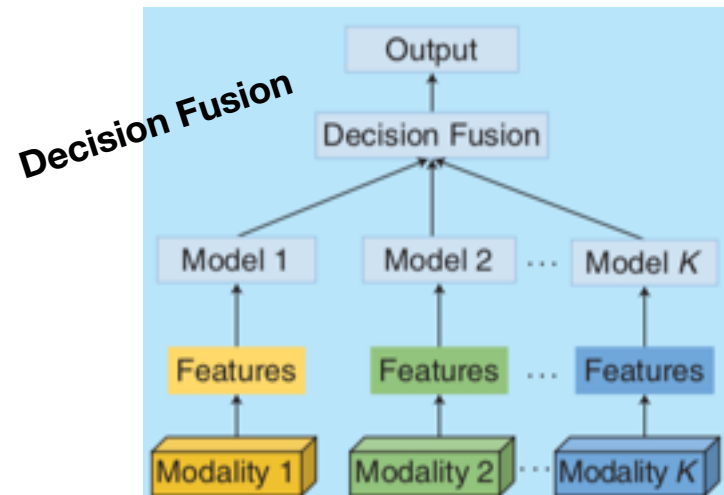 Output
Decision Fusion
Decision Fusion
Model 1 Model 2 ... Model K
Features Features ... Features
Modality 1 Modality 2 ... Modality K